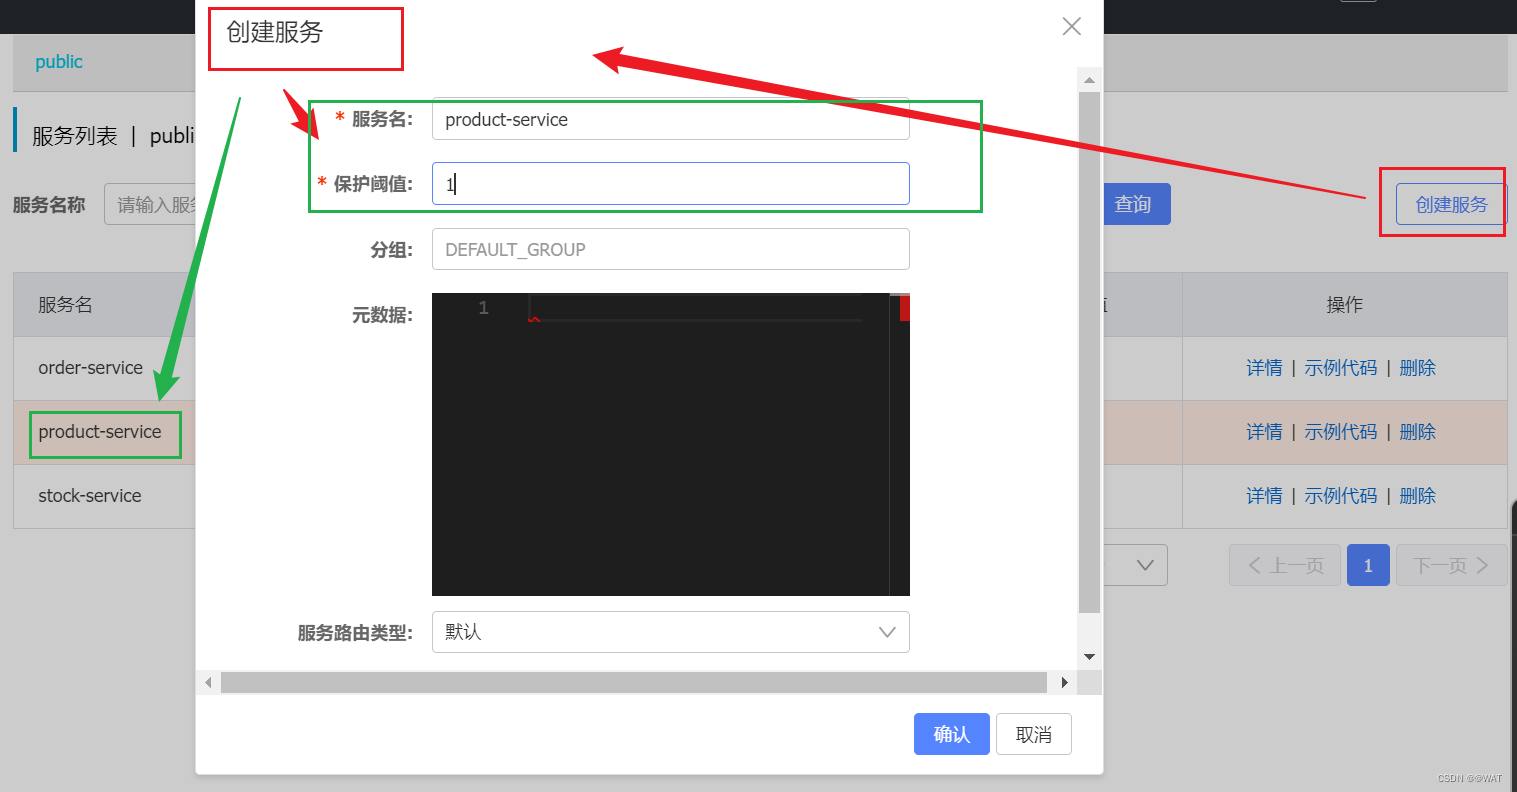 创建服务
public
服务列表 | publi
* 服务名: product-service
* 保护阈值: 1
服务名称 请输入服务
查询
创建服务
分组: DEFAULT_GROUP
元数据: 1
服务名
操作
order-service
详情 | 示例代码 | 删除
product-service
详情 | 示例代码 | 删除
stock-service
详情 | 示例代码 | 删除
上一页 1 下一页
服务路由类型: 默认
确认 取消
CSDN @@WAT